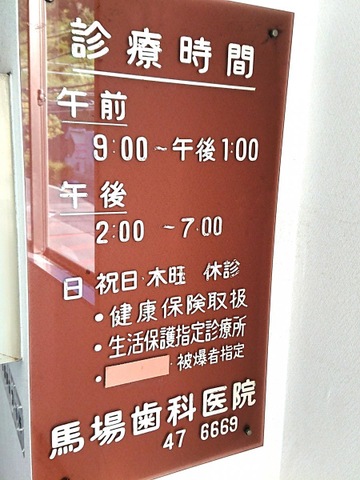 診療時間
午前
9:00～午後1:00
午後
2:00 ～7:00
日 祝日・木旺 休診
・健康保険取扱
・生活保護指定診療所
・被爆者指定
馬場歯科医院
47 6669